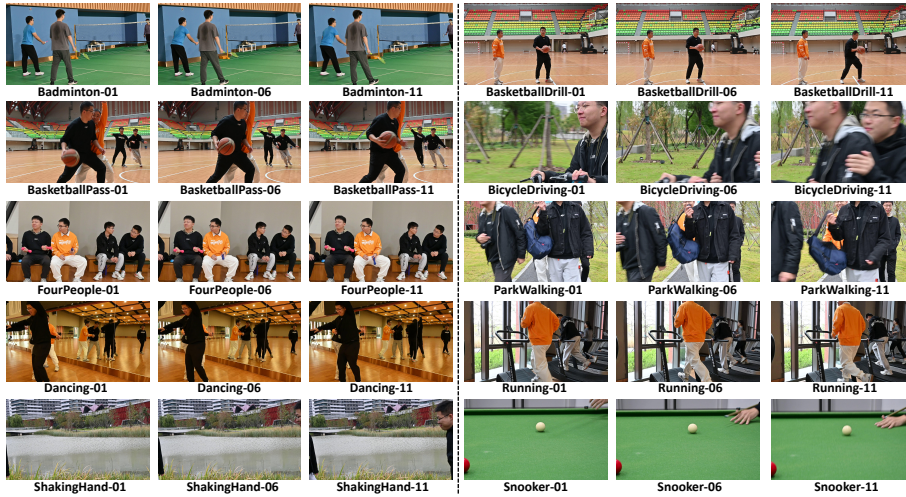 Badminton-01 Badminton-06 Badminton-11 BasketballDrill-01 BasketballDrill-06 BasketballDrill-11
BasketballPass-01 BasketballPass-06 BasketballPass-11 BicycleDriving-01 BicycleDriving-06 BicycleDriving-11
FourPeople-01 FourPeople-06 FourPeople-11 ParkWalking-01 ParkWalking-06 ParkWalking-11
Dancing-01 Dancing-06 Dancing-11 Running-01 Running-06 Running-11
ShakingHand-01 ShakingHand-06 ShakingHand-11 Snooker-01 Snooker-06 Snooker-11